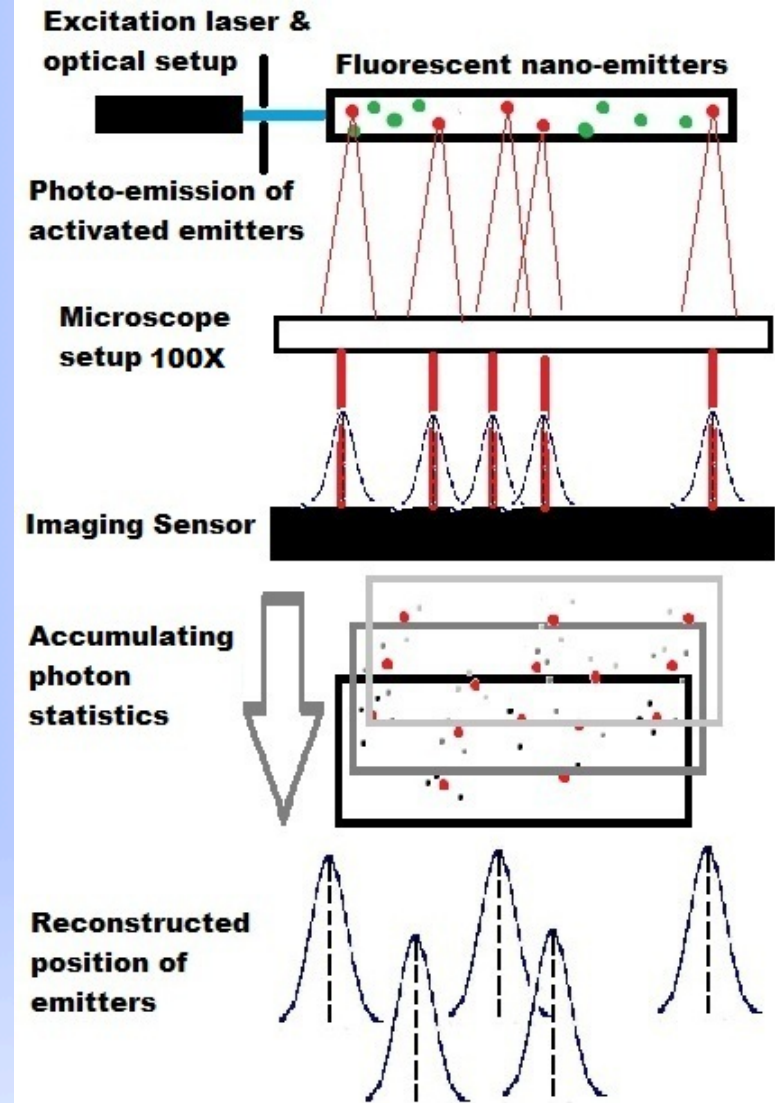 Excitation laser &
optical setup
Fluorescent nano-emitters
Photo-emission of
activated emitters
Microscope
setup 100X
Imaging Sensor
Accumulating
photon
statistics
Reconstructed
position of
emitters